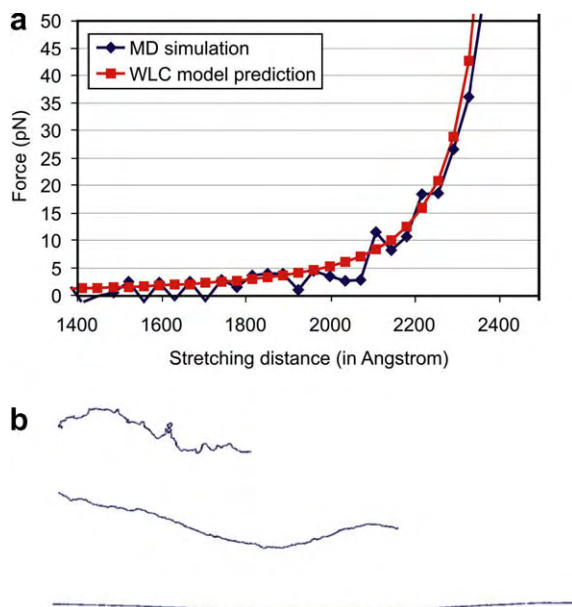 a
MD simulation
WLC model prediction
Force (pN)
50
45
40
35
30
25
20
15
10
5
0
1400 1600 1800 2000 2200 2400
Stretching distance (in Angstrom)
b